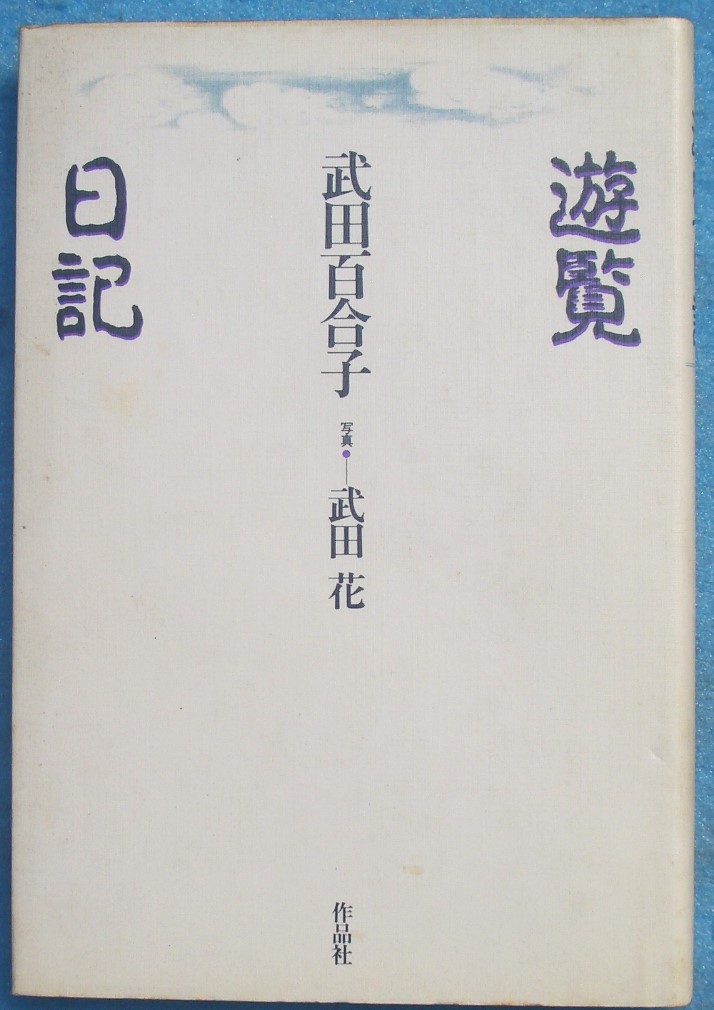 遊覧
日記
武田百合子
写真●―武田 花
作品社